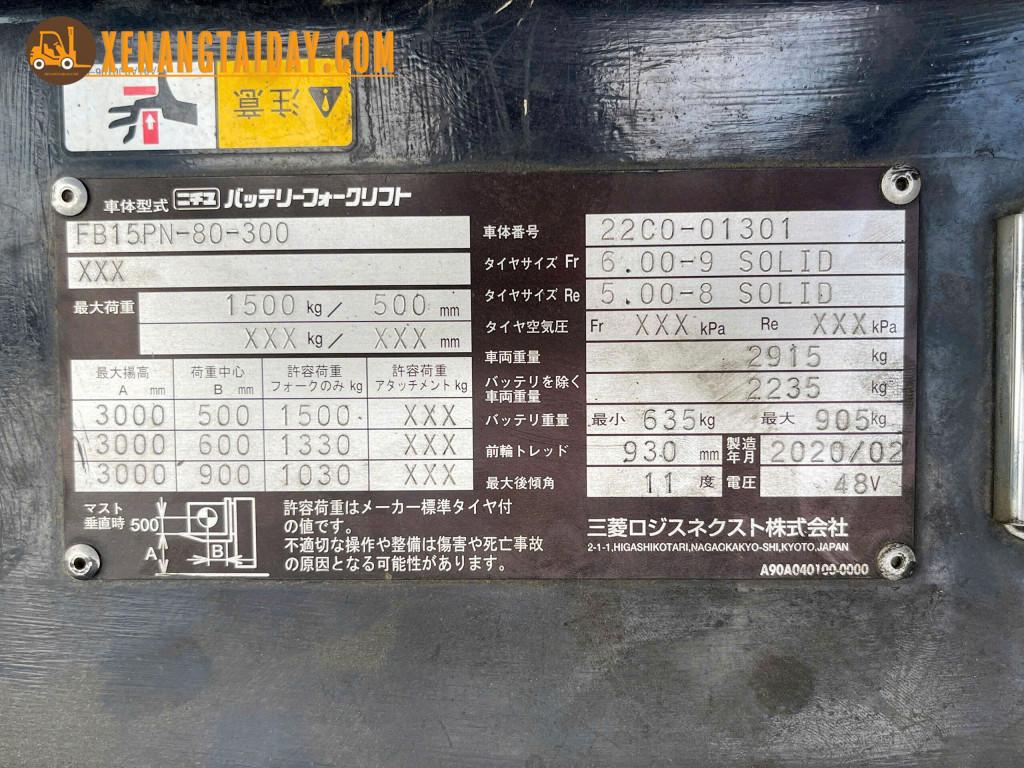 XENANGTAIDAY.COM
注意
車体型式 ニチユ バッテリーフォークリフト
FB15PN-80-300
XXX
最大荷重 1500 kg/ 500 mm
XXX kg/ XXX mm
最大揚高 A mm 荷重中心 B mm 許容荷重 フォークのみ kg 許容荷重 アタッチメント kg
3000 500 1500 XXX
3000 600 1330 XXX
3000 900 1030 XXX
マスト垂直時 500 A B
許容荷重はメーカー標準タイヤ付
の値です。
不適切な操作や整備は傷害や死亡事故
の原因となる可能性があります。
車体番号 22C0-01301
タイヤサイズ Fr 6.00-9 SOLID
タイヤサイズ Re 5.00-8 SOLID
タイヤ空気圧 Fr XXX kPa Re XXX kPa
車両重量 2915 kg
バッテリを除く車両重量 2235 kg
バッテリ重量 最小 635kg 最大 905kg
前輪トレッド 930 mm 製造年月 2020/02
最大後傾角 11 度 電圧 48V
三菱ロジスネクスト株式会社
2-1-1,HIGASHIKOTARI,NAGAOKAKYO-SHI,KYOTO.JAPAN
A90A040100-0000